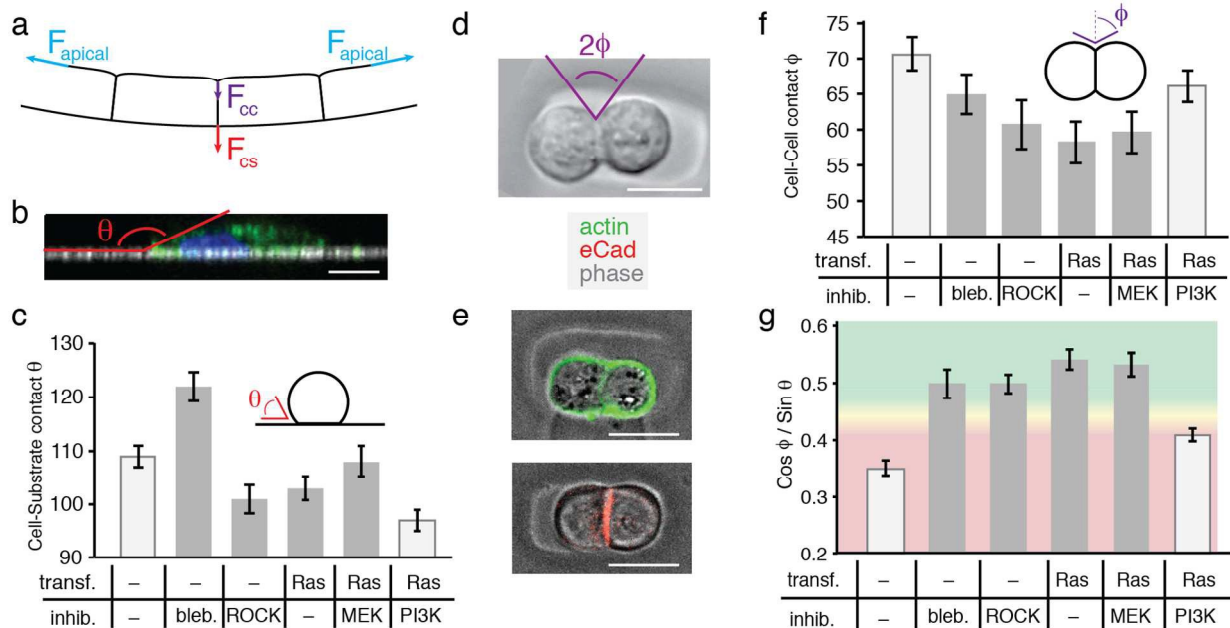 a
F apical
F apical
F cc
F cs
b
θ
c
Cell-Substrate contact θ
130
120
110
100
90
θ
transf. – – – Ras Ras Ras
inhib. – bleb. ROCK – MEK PI3K
d
2ϕ
actin
eCad
phase
e
f
Cell-Cell contact ϕ
75
70
65
60
55
50
45
ϕ
transf. – – – Ras Ras Ras
inhib. – bleb. ROCK – MEK PI3K
g
Cos ϕ / Sin θ
0.6
0.5
0.4
0.3
0.2
transf. – – – Ras Ras Ras
inhib. – bleb. ROCK – MEK PI3K